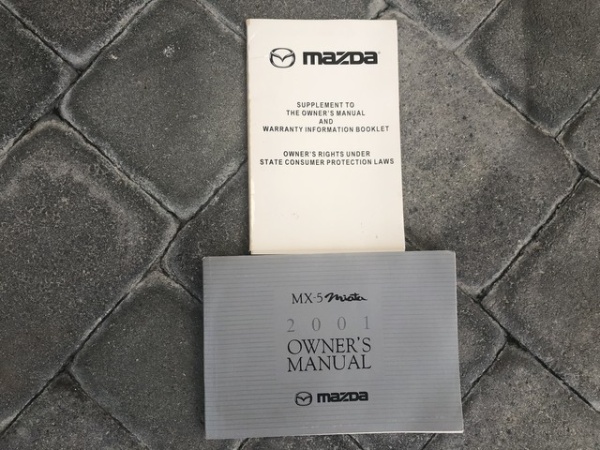 mazda
SUPPLEMENT TO
THE OWNER'S MANUAL
AND
WARRANTY INFORMATION BOOKLET
OWNER'S RIGHTS UNDER
STATE CONSUMER PROTECTION LAWS
MX-5 Miata
2001
OWNER'S
MANUAL
mazda